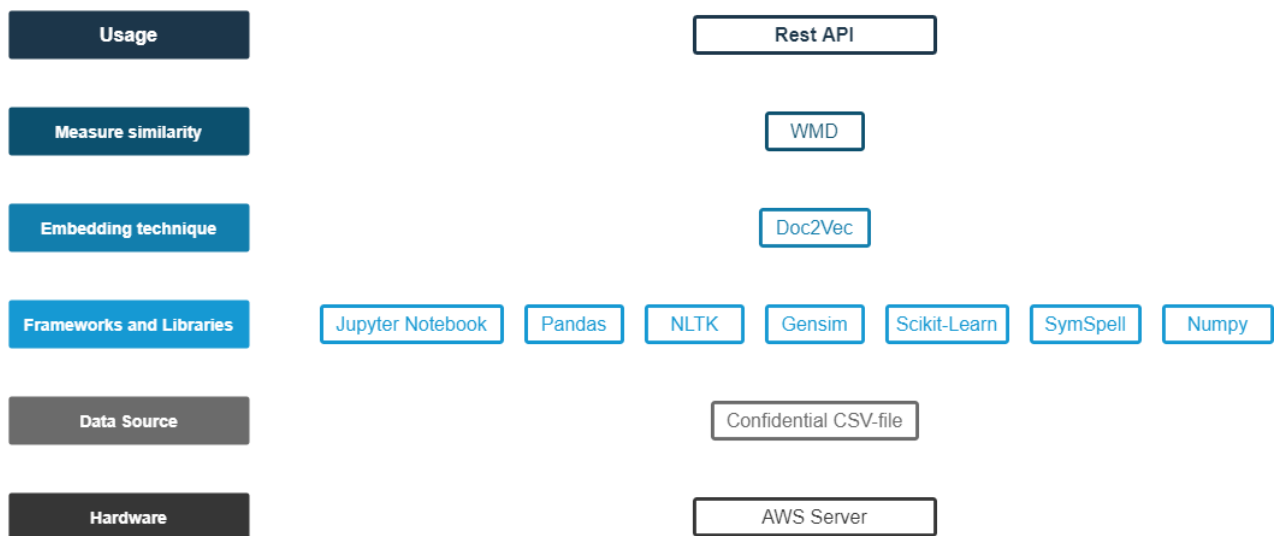 Usage
Rest API
Measure similarity
WMD
Embedding technique
Doc2Vec
Frameworks and Libraries
Jupyter Notebook
Pandas
NLTK
Gensim
Scikit-Learn
SymSpell
Numpy
Data Source
Confidential CSV-file
Hardware
AWS Server